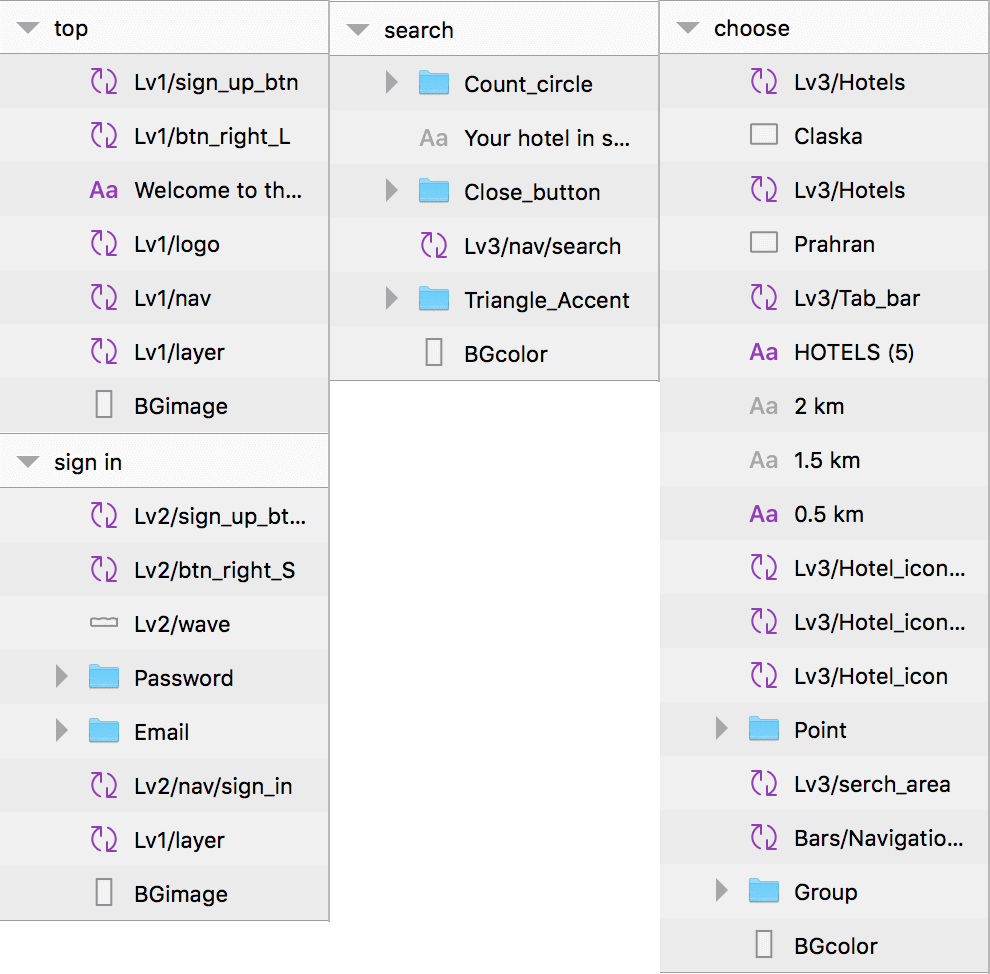 top
Lv1/sign_up_btn
Lv1/btn_right_L
Aa Welcome to th...
Lv1/logo
Lv1/nav
Lv1/layer
BGimage
sign in
Lv2/sign_up_bt...
Lv2/btn_right_S
Lv2/wave
Password
Email
Lv2/nav/sign_in
Lv1/layer
BGimage
search
Count_circle
Aa Your hotel in s...
Close_button
Lv3/nav/search
Triangle_Accent
BGcolor
choose
Lv3/Hotels
Claska
Lv3/Hotels
Prahran
Lv3/Tab_bar
Aa HOTELS (5)
Aa 2 km
Aa 1.5 km
Aa 0.5 km
Lv3/Hotel_icon...
Lv3/Hotel_icon...
Lv3/Hotel_icon
Point
Lv3/serch_area
Bars/Navigatio...
Group
BGcolor